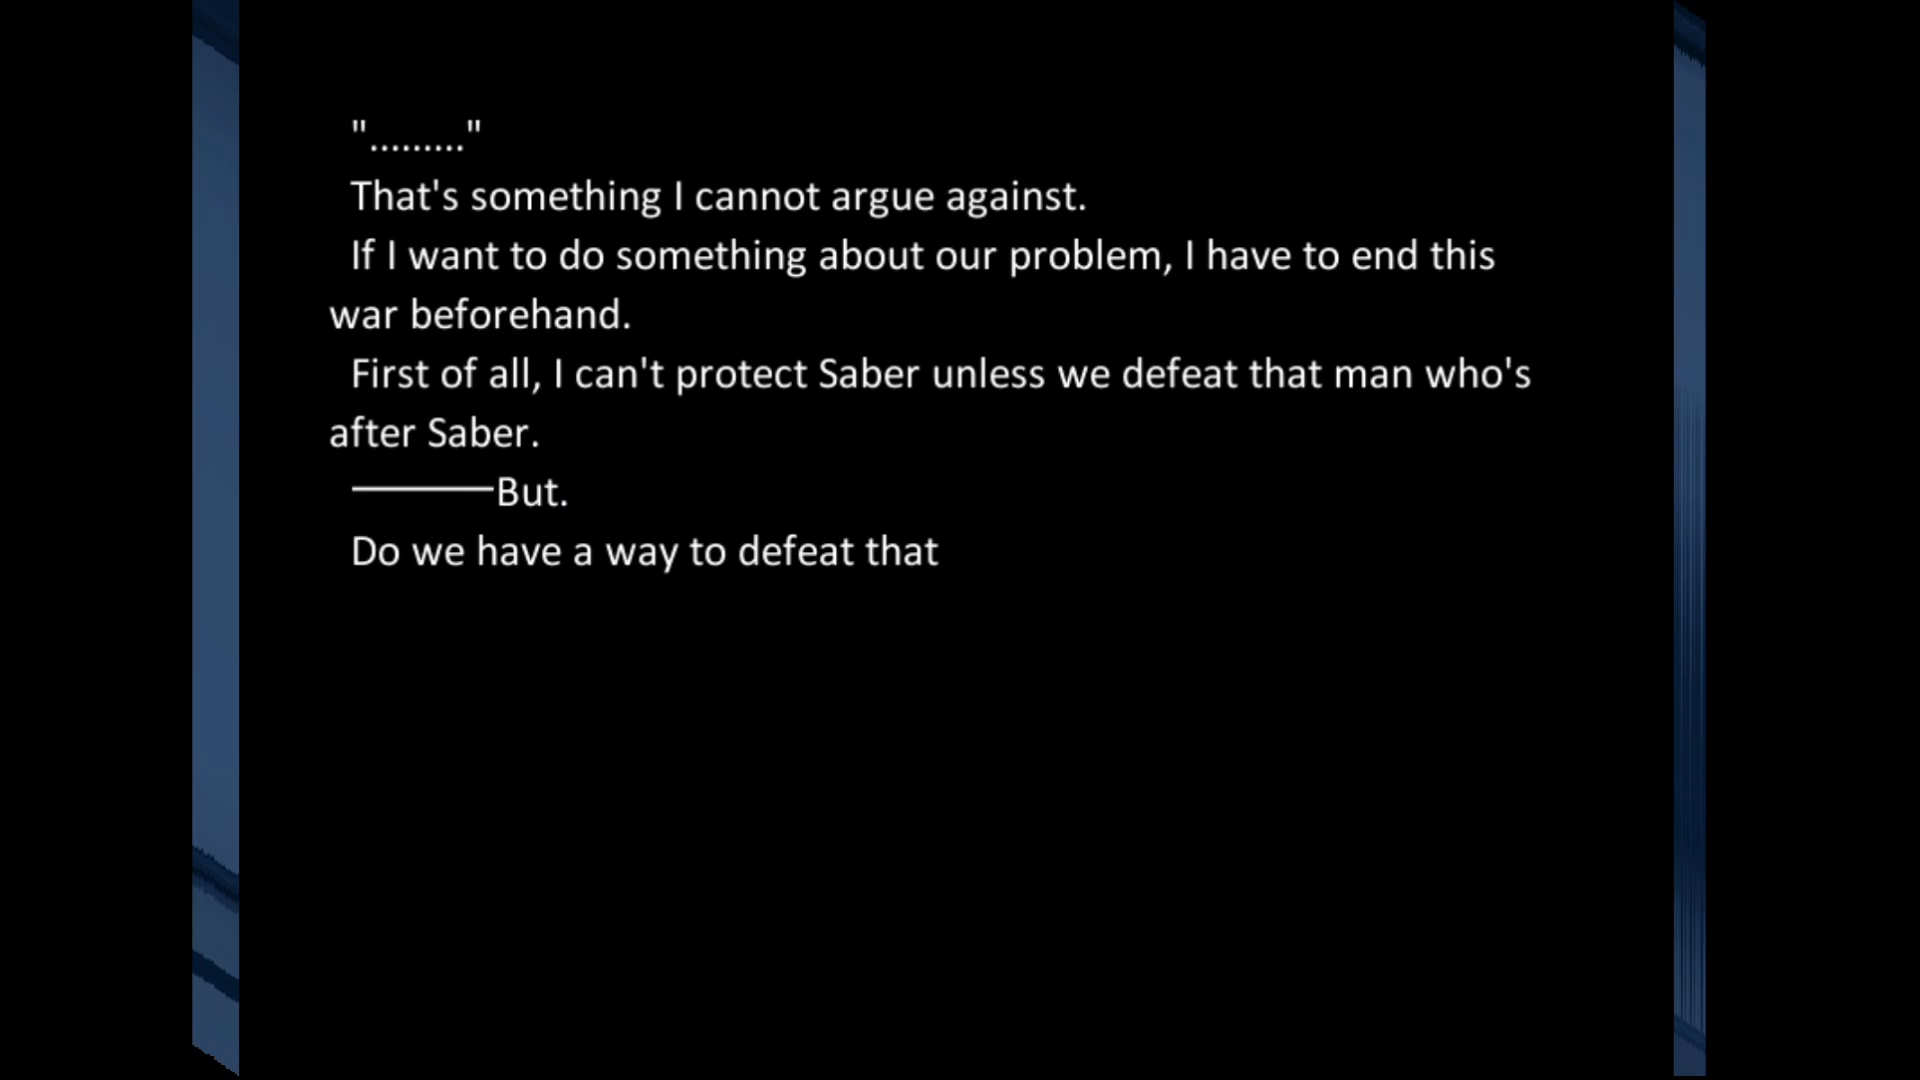 "........."
That's something I cannot argue against.
If I want to do something about our problem, I have to end this
war beforehand.
First of all, I can't protect Saber unless we defeat that man who's
after Saber.
————But.
Do we have a way to defeat that